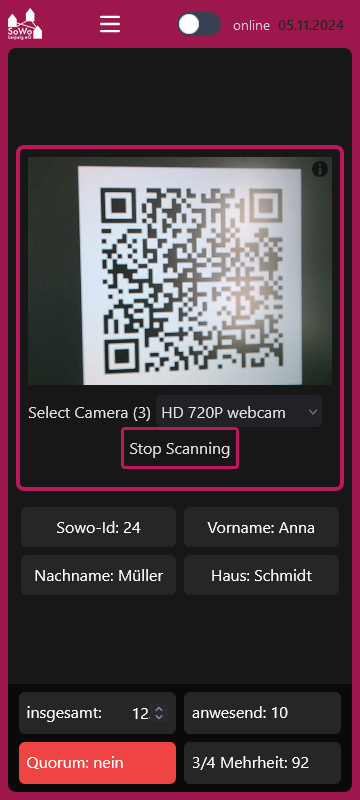 SoWo
Leipzig eG
online 05.11.2024
Select Camera (3) HD 720P webcam
Stop Scanning
Sowo-Id: 24 Vorname: Anna
Nachname: Müller Haus: Schmidt
insgesamt: anwesend: 10
Quorum: nein 3/4 Mehrheit: 92